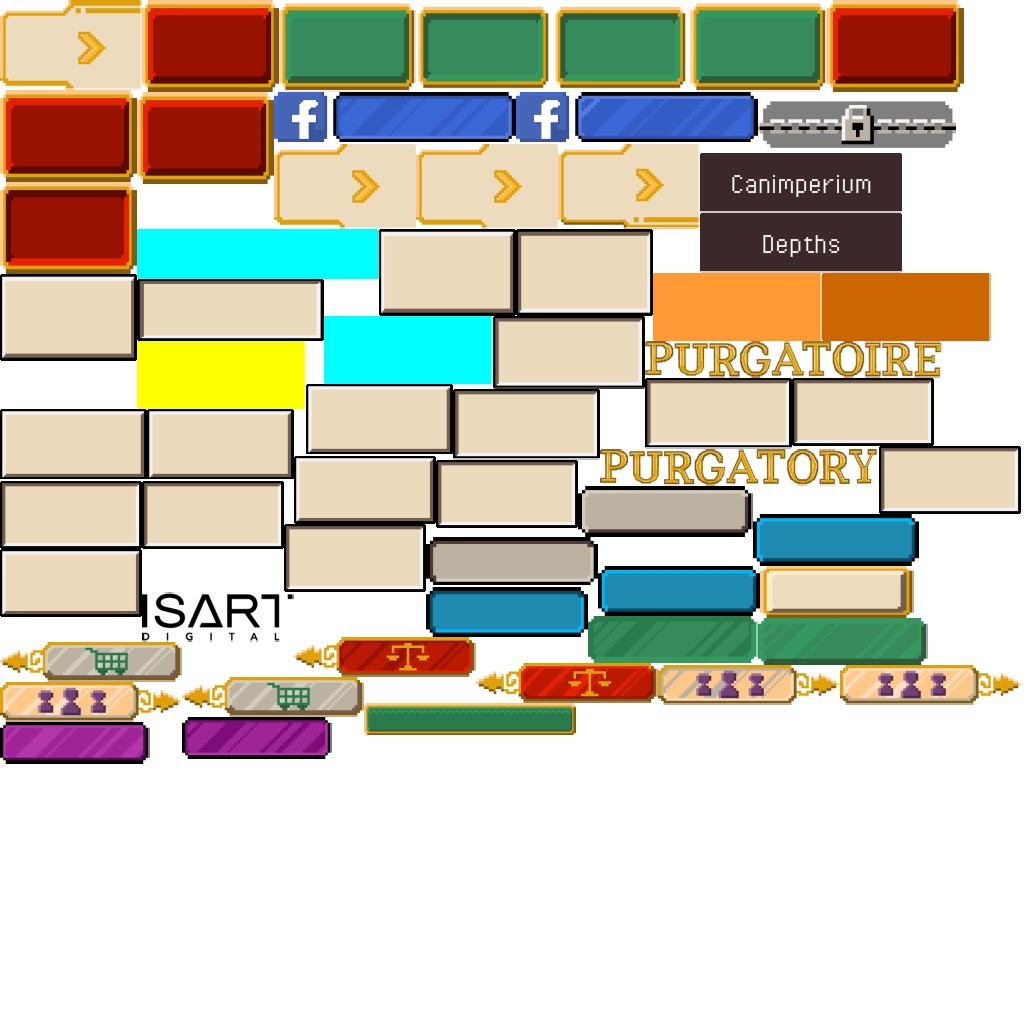 f
f
Canimperium
Depths
PURGATOIRE
PURGATORY
ISART
DIGITAL